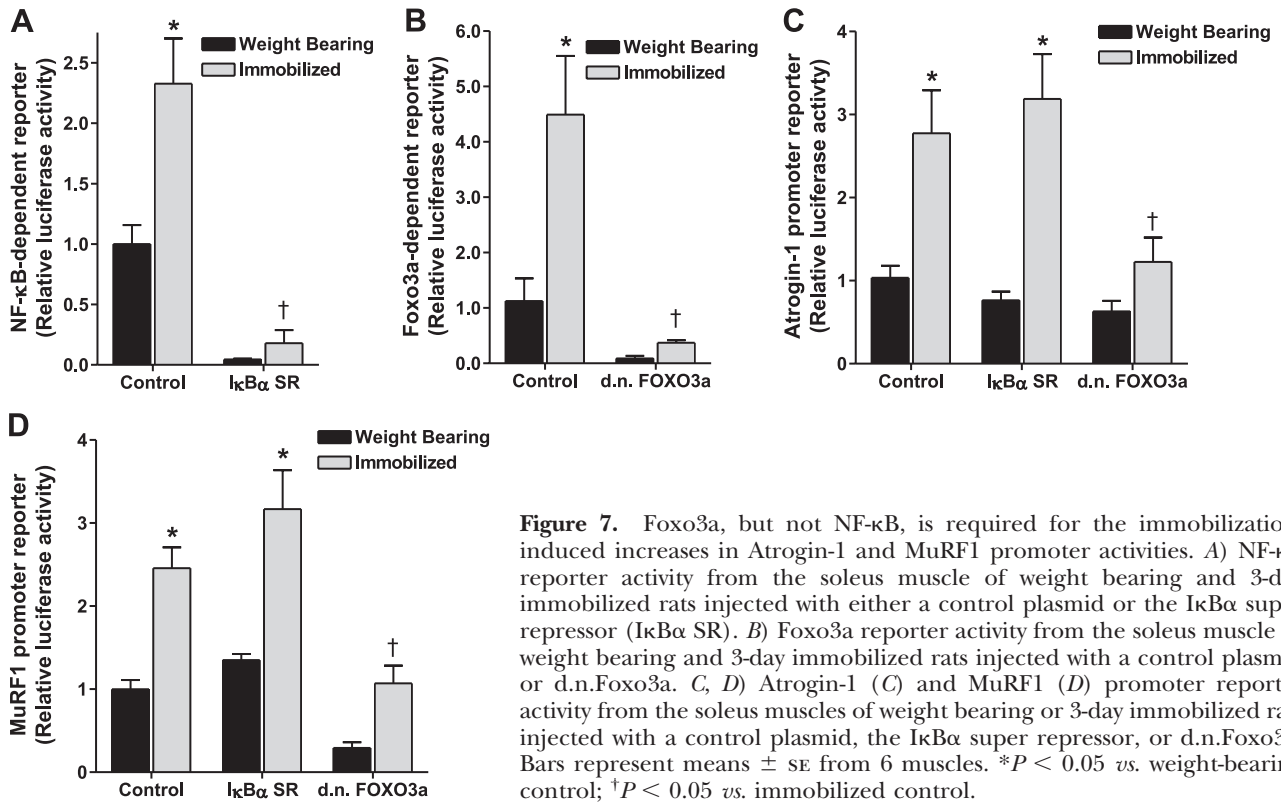 A
NF-κB-dependent reporter
(Relative luciferase activity)
2.5
2.0
1.5
1.0
0.5
0.0
*
†
Weight Bearing
Immobilized
Control
IκBα SR
B
Foxo3a-dependent reporter
(Relative luciferase activity)
6.0
5.0
4.0
3.0
2.0
1.0
0.0
*
†
Weight Bearing
Immobilized
Control
d.n. FOXO3a
C
Atrogin-1 promoter reporter
(Relative luciferase activity)
4
3
2
1
0
*
*
†
Weight Bearing
Immobilized
Control
IκBα SR
d.n. FOXO3a
D
MuRF1 promoter reporter
(Relative luciferase activity)
4
3
2
1
0
*
*
†
Weight Bearing
Immobilized
Control
IκBα SR
d.n. FOXO3a
Figure 7. Foxo3a, but not NF-κB, is required for the immobilization
induced increases in Atrogin-1 and MuRF1 promoter activities. A) NF-κ
reporter activity from the soleus muscle of weight bearing and 3-d
immobilized rats injected with either a control plasmid or the IκBα sup
repressor (IκBα SR). B) Foxo3a reporter activity from the soleus muscle
weight bearing and 3-day immobilized rats injected with a control plasm
or d.n.Foxo3a. C, D) Atrogin-1 (C) and MuRF1 (D) promoter report
activity from the soleus muscles of weight bearing or 3-day immobilized ra
injected with a control plasmid, the IκBα super repressor, or d.n.Foxo3
Bars represent means ± SE from 6 muscles. *P < 0.05 vs. weight-bearin
control; †P < 0.05 vs. immobilized control.